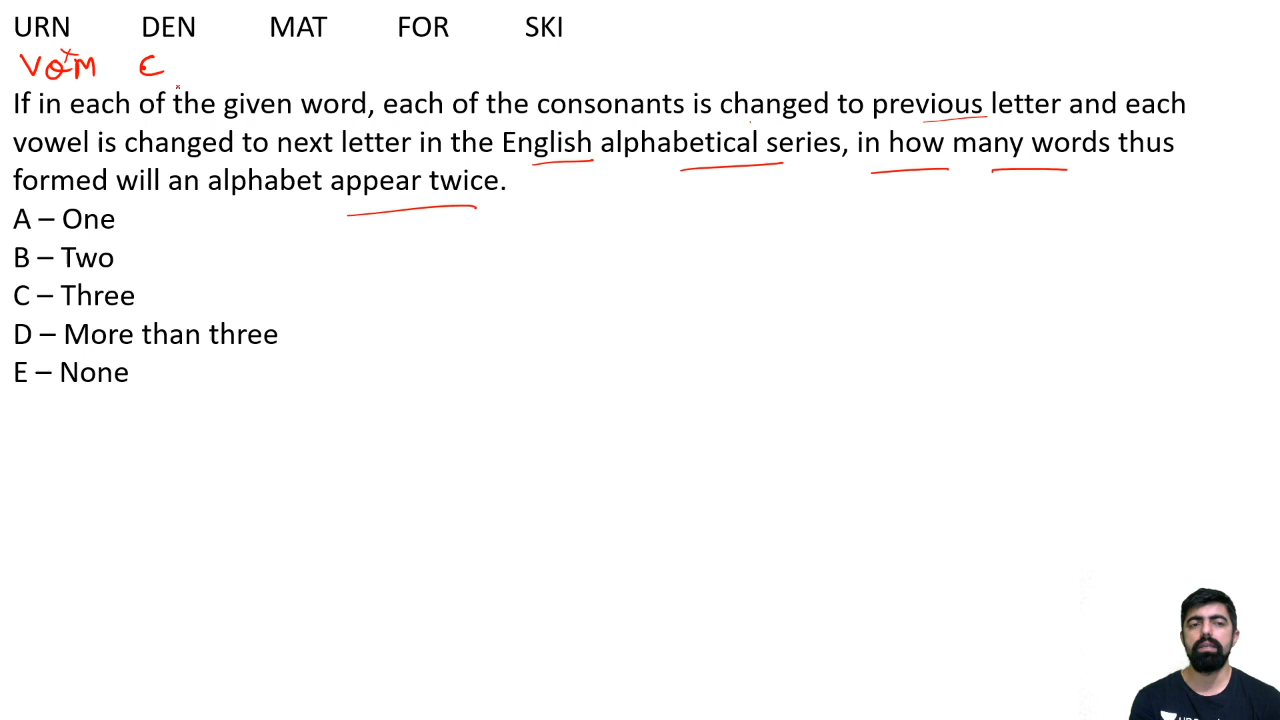 URN DEN MAT FOR SKI
VQM C
If in each of the given word, each of the consonants is changed to previous letter and each
vowel is changed to next letter in the English alphabetical series, in how many words thus
formed will an alphabet appear twice.
A – One
B – Two
C – Three
D – More than three
E – None